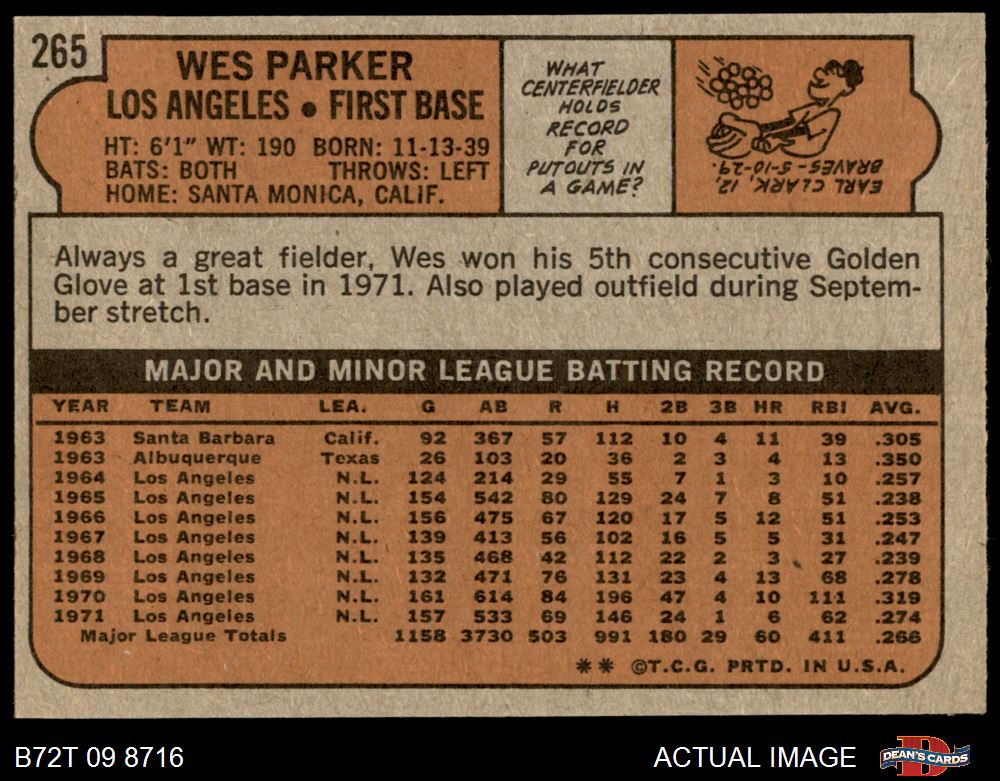 265
WES PARKER
LOS ANGELES • FIRST BASE
HT: 6'1" WT: 190 BORN: 11-13-39
BATS: BOTH THROWS: LEFT
HOME: SANTA MONICA, CALIF.
WHAT
CENTERFIELDER
HOLDS
RECORD
FOR
PUTOUTS IN
A GAME?
EARL CLARK, 12,
BRAVES-5-10-29.
Always a great fielder, Wes won his 5th consecutive Golden
Glove at 1st base in 1971. Also played outfield during Septem-
ber stretch.
MAJOR AND MINOR LEAGUE BATTING RECORD
YEAR TEAM LEA. G AB R H 2B 3B HR RBI AVG.
1963 Santa Barbara Calif. 92 367 57 112 10 4 11 39 .305
1963 Albuquerque Texas 26 103 20 36 2 3 4 13 .350
1964 Los Angeles N.L. 124 214 29 55 7 1 3 10 .257
1965 Los Angeles N.L. 154 542 80 129 24 7 8 51 .238
1966 Los Angeles N.L. 156 475 67 120 17 5 12 51 .253
1967 Los Angeles N.L. 139 413 56 102 16 5 5 31 .247
1968 Los Angeles N.L. 135 468 42 112 22 2 3 27 .239
1969 Los Angeles N.L. 132 471 76 131 23 4 13 68 .278
1970 Los Angeles N.L. 161 614 84 196 47 4 10 111 .319
1971 Los Angeles N.L. 157 533 69 146 24 1 6 62 .274
Major League Totals 1158 3730 503 991 180 29 60 411 .266
** ©T.C.G. PRTD. IN U.S.A.
B72T 09 8716
ACTUAL IMAGE
DEAN'S CARDS